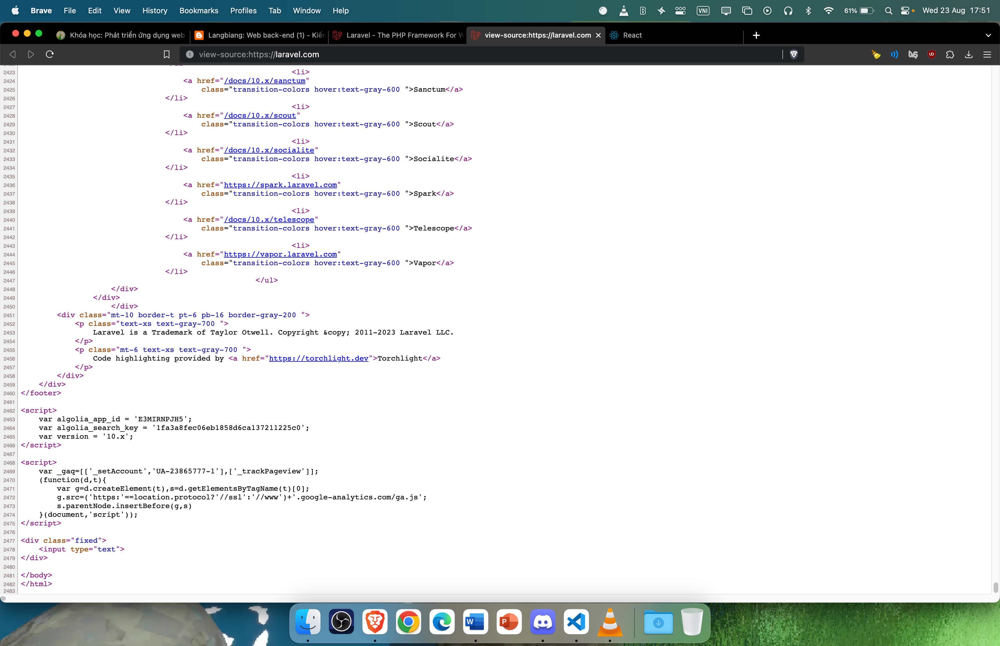 Brave File Edit View History Bookmarks Profiles Tab Window Help VNI 61% Wed 23 Aug 17:51
Khóa học: Phát triển ứng dụng web Langbiang: Web back-end (1) - Kiến Laravel - The PHP Framework For W view-source:https://laravel.com React
view-source:https://laravel.com
2423 <li>
2424 <a href="/docs/10.x/sanctum"
2425 class="transition-colors hover:text-gray-600 ">Sanctum</a>
2426 </li>
2427 <li>
2428 <a href="/docs/10.x/scout"
2429 class="transition-colors hover:text-gray-600 ">Scout</a>
2430 </li>
2431 <li>
2432 <a href="/docs/10.x/socialite"
2433 class="transition-colors hover:text-gray-600 ">Socialite</a>
2434 </li>
2435 <li>
2436 <a href="https://spark.laravel.com"
2437 class="transition-colors hover:text-gray-600 ">Spark</a>
2438 </li>
2439 <li>
2440 <a href="/docs/10.x/telescope"
2441 class="transition-colors hover:text-gray-600 ">Telescope</a>
2442 </li>
2443 <li>
2444 <a href="https://vapor.laravel.com"
2445 class="transition-colors hover:text-gray-600 ">Vapor</a>
2446 </li>
2447 </ul>
2448 </div>
2449 </div>
2450 </div>
2451 <div class="mt-10 border-t pt-6 pb-16 border-gray-200 ">
2452 <p class="text-xs text-gray-700 ">
2453 Laravel is a Trademark of Taylor Otwell. Copyright &copy; 2011-2023 Laravel LLC.
2454 </p>
2455 <p class="mt-6 text-xs text-gray-700 ">
2456 Code highlighting provided by <a href="https://torchlight.dev">Torchlight</a>
2457 </p>
2458 </div>
2459 </div>
2460 </footer>
2461
2462 <script>
2463 var algolia_app_id = 'E3MIRNPJH5';
2464 var algolia_search_key = '1fa3a8fec06eb1858d6ca137211225c0';
2465 var version = '10.x';
2466 </script>
2467
2468 <script>
2469 var _gaq=[['_setAccount','UA-23865777-1'],['_trackPageview']];
2470 (function(d,t){
2471 var g=d.createElement(t),s=d.getElementsByTagName(t)[0];
2472 g.src=('https:'==location.protocol?'//ssl':'//www')+'.google-analytics.com/ga.js';
2473 s.parentNode.insertBefore(g,s)
2474 }(document,'script'));
2475 </script>
2476
2477 <div class="fixed">
2478 <input type="text">
2479 </div>
2480
2481 </body>
2482 </html>
2483